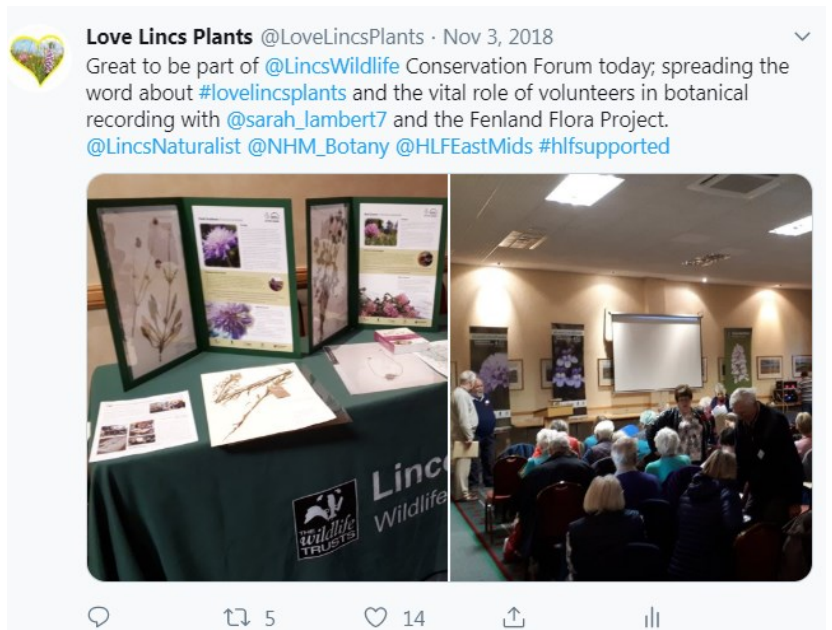 Love Lincs Plants @LoveLincsPlants · Nov 3, 2018
Great to be part of @LincsWildlife Conservation Forum today; spreading the
word about #lovelincsplants and the vital role of volunteers in botanical
recording with @sarah_lambert7 and the Fenland Flora Project.
@LincsNaturalist @NHM_Botany @HLFEastMids #hlfsupported
Linco
Wildlife
THE
wildlife
TRUSTS
5
14